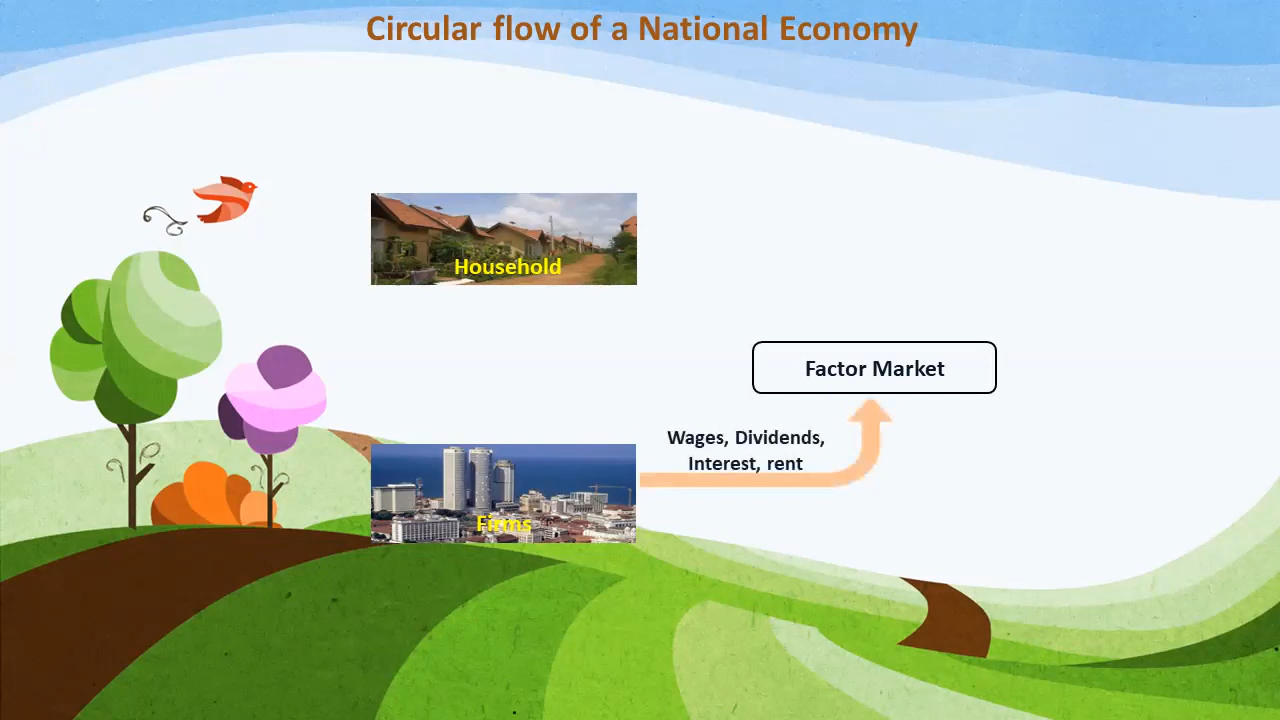 Circular flow of a National Economy
Household
Factor Market
Wages, Dividends,
Interest, rent
Firms